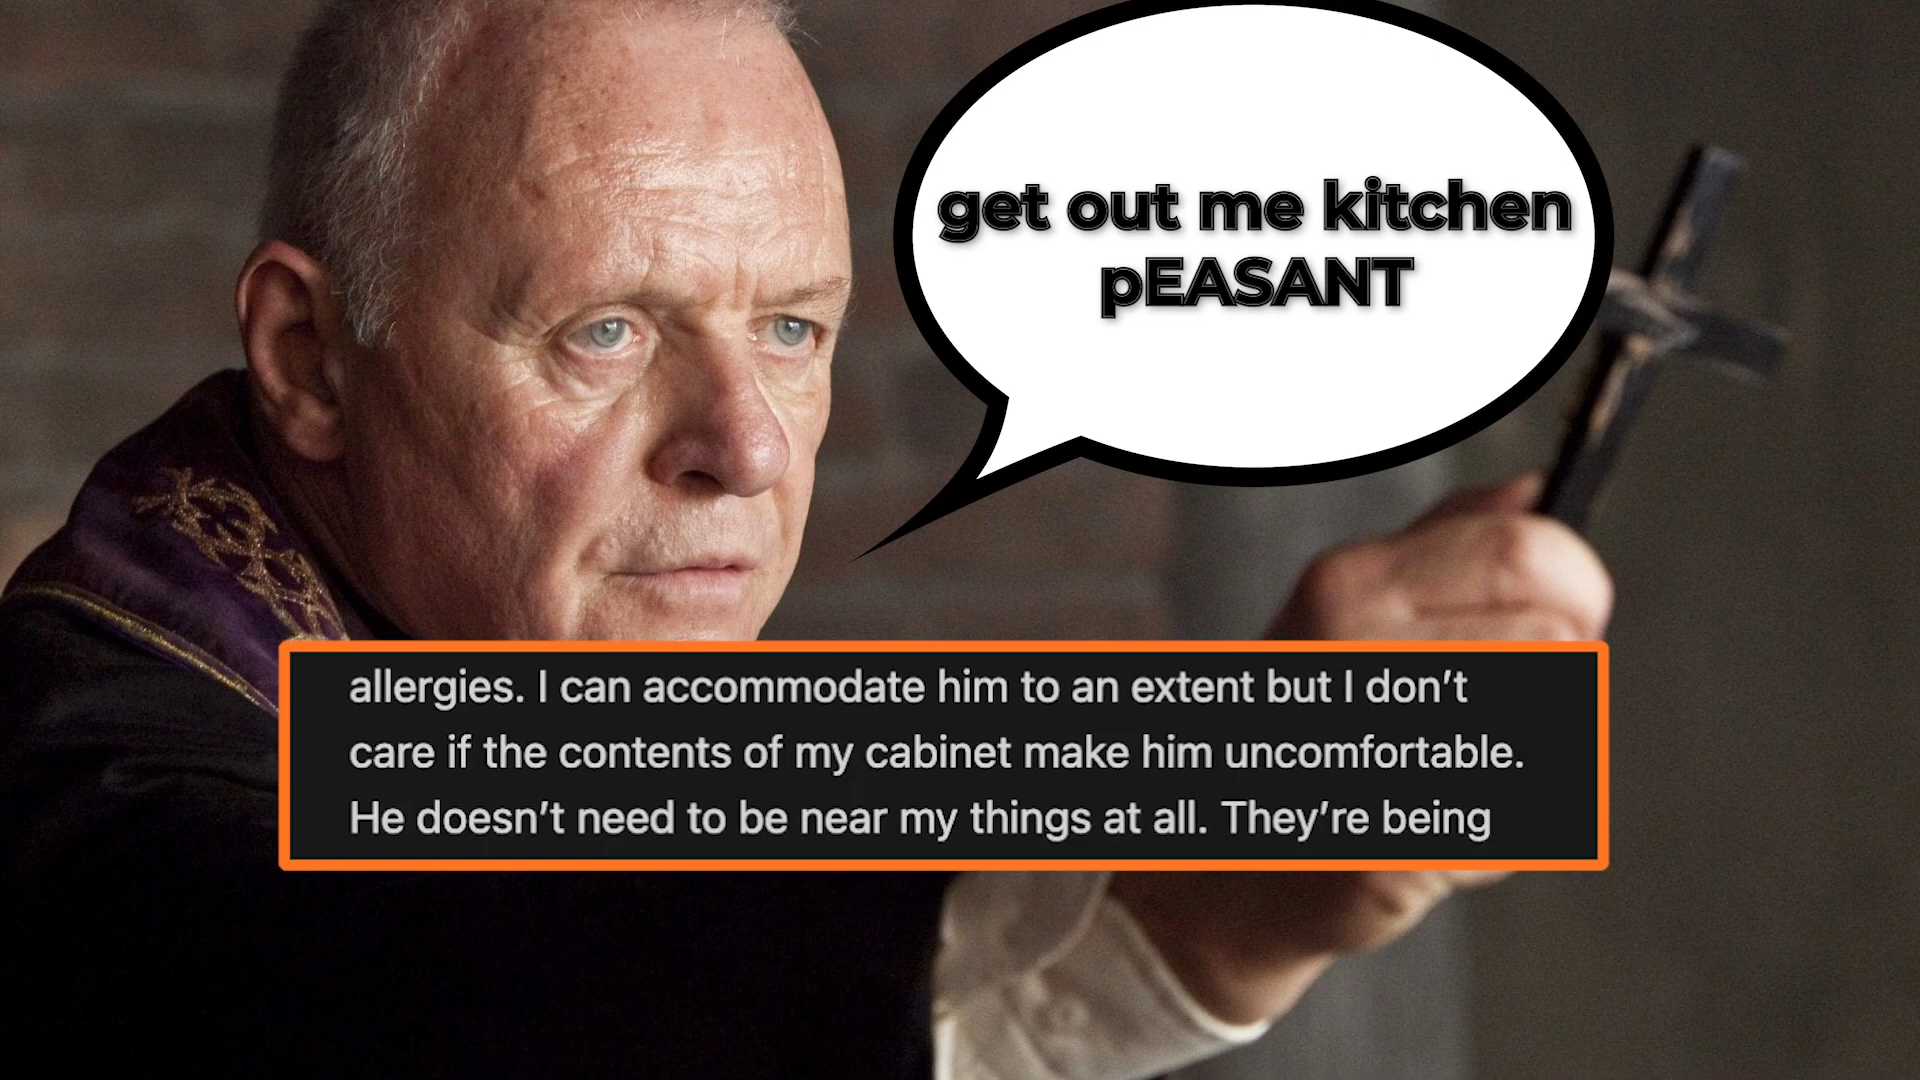 get out me kitchen
pEASANT
allergies. I can accommodate him to an extent but I don’t
care if the contents of my cabinet make him uncomfortable.
He doesn’t need to be near my things at all. They’re being